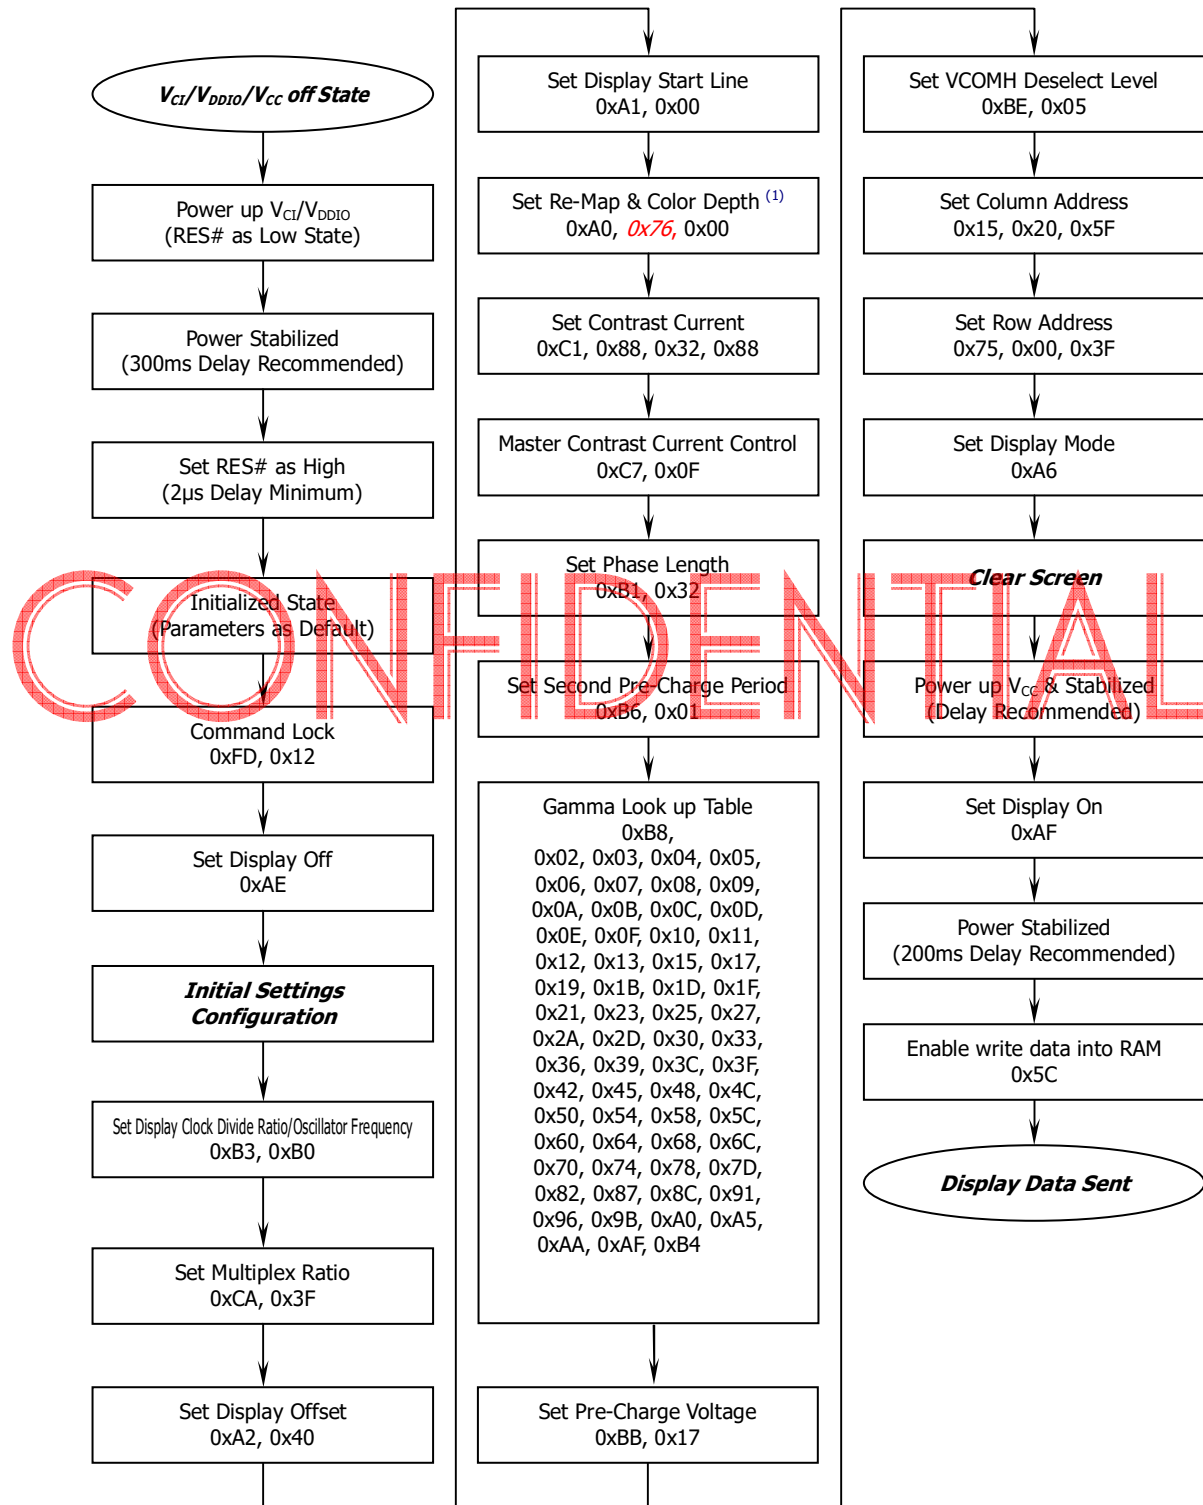 V_CI/V_DDIO/V_CC off State
Power up V_CI/V_DDIO
(RES# as Low State)
Power Stabilized
(300ms Delay Recommended)
Set RES# as High
(2µs Delay Minimum)
Initialized State
(Parameters as Default)
Command Lock
0xFD, 0x12
Set Display Off
0xAE
Initial Settings
Configuration
Set Display Clock Divide Ratio/Oscillator Frequency
0xB3, 0xB0
Set Multiplex Ratio
0xCA, 0x3F
Set Display Offset
0xA2, 0x40
Set Display Start Line
0xA1, 0x00
Set Re-Map & Color Depth (1)
0xA0, 0x76, 0x00
Set Contrast Current
0xC1, 0x88, 0x32, 0x88
Master Contrast Current Control
0xC7, 0x0F
Set Phase Length
0xB1, 0x32
Set Second Pre-Charge Period
0xB6, 0x01
Gamma Look up Table
0xB8,
0x02, 0x03, 0x04, 0x05,
0x06, 0x07, 0x08, 0x09,
0x0A, 0x0B, 0x0C, 0x0D,
0x0E, 0x0F, 0x10, 0x11,
0x12, 0x13, 0x15, 0x17,
0x19, 0x1B, 0x1D, 0x1F,
0x21, 0x23, 0x25, 0x27,
0x2A, 0x2D, 0x30, 0x33,
0x36, 0x39, 0x3C, 0x3F,
0x42, 0x45, 0x48, 0x4C,
0x50, 0x54, 0x58, 0x5C,
0x60, 0x64, 0x68, 0x6C,
0x70, 0x74, 0x78, 0x7D,
0x82, 0x87, 0x8C, 0x91,
0x96, 0x9B, 0xA0, 0xA5,
0xAA, 0xAF, 0xB4
Set Pre-Charge Voltage
0xBB, 0x17
Set VCOMH Deselect Level
0xBE, 0x05
Set Column Address
0x15, 0x20, 0x5F
Set Row Address
0x75, 0x00, 0x3F
Set Display Mode
0xA6
Clear Screen
Power up V_CC & Stabilized
(Delay Recommended)
Set Display On
0xAF
Power Stabilized
(200ms Delay Recommended)
Enable write data into RAM
0x5C
Display Data Sent
CONFIDENTIAL